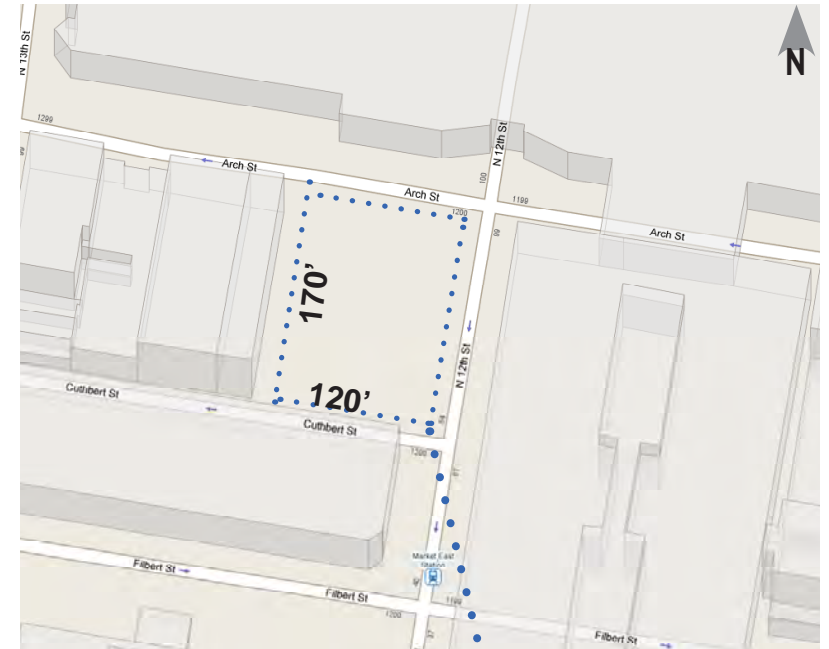 N
N 13th St
1299
99
Arch St
N 12th St
100
Arch St
1200
1199
99
Arch St
170'
N 12th St
120'
Cuthbert St
Cuthbert St
1200
Market East
Station
Filbert St
Filbert St
1200
1199
Filbert St